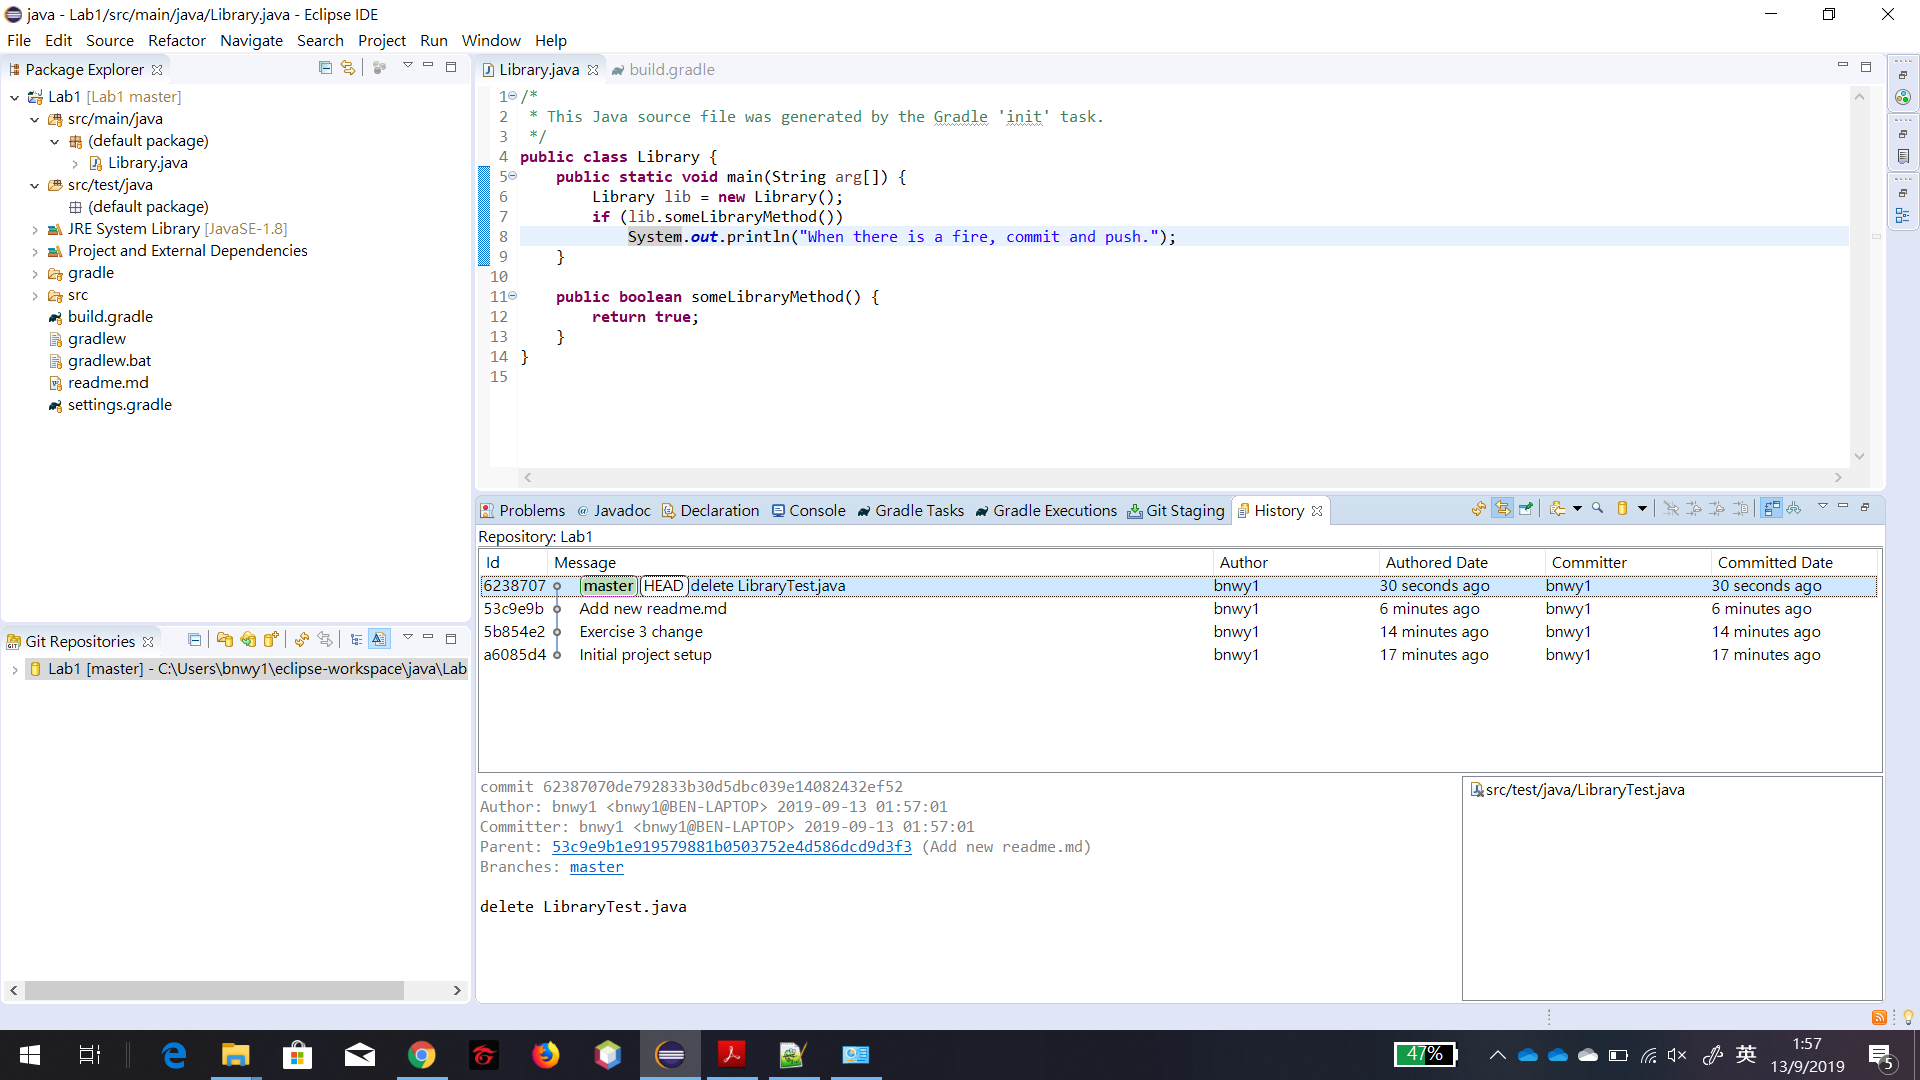 java - Lab1/src/main/java/Library.java - Eclipse IDE
File Edit Source Refactor Navigate Search Project Run Window Help
Package Explorer
Lab1 [Lab1 master]
src/main/java
(default package)
Library.java
src/test/java
(default package)
JRE System Library [JavaSE-1.8]
Project and External Dependencies
gradle
src
build.gradle
gradlew
gradlew.bat
readme.md
settings.gradle
Library.java build.gradle
1 /*
2 * This Java source file was generated by the Gradle 'init' task.
3 */
4 public class Library {
5 public static void main(String arg[]) {
6 Library lib = new Library();
7 if (lib.someLibraryMethod())
8 System.out.println("When there is a fire, commit and push.");
9 }
10
11 public boolean someLibraryMethod() {
12 return true;
13 }
14 }
15
Git Repositories
Lab1 [master] - C:\Users\bnwy1\eclipse-workspace\java\Lab
Problems @ Javadoc Declaration Console Gradle Tasks Gradle Executions Git Staging History
Repository: Lab1
Id Message Author Authored Date Committer Committed Date
6238707 master HEAD delete LibraryTest.java bnwy1 30 seconds ago bnwy1 30 seconds ago
53c9e9b Add new readme.md bnwy1 6 minutes ago bnwy1 6 minutes ago
5b854e2 Exercise 3 change bnwy1 14 minutes ago bnwy1 14 minutes ago
a6085d4 Initial project setup bnwy1 17 minutes ago bnwy1 17 minutes ago
commit 62387070de792833b30d5dbc039e14082432ef52
Author: bnwy1 <bnwy1@BEN-LAPTOP> 2019-09-13 01:57:01
Committer: bnwy1 <bnwy1@BEN-LAPTOP> 2019-09-13 01:57:01
Parent: 53c9e9b1e919579881b0503752e4d586dcd9d3f3 (Add new readme.md)
Branches: master
delete LibraryTest.java
src/test/java/LibraryTest.java
47%
英
1:57
13/9/2019
5